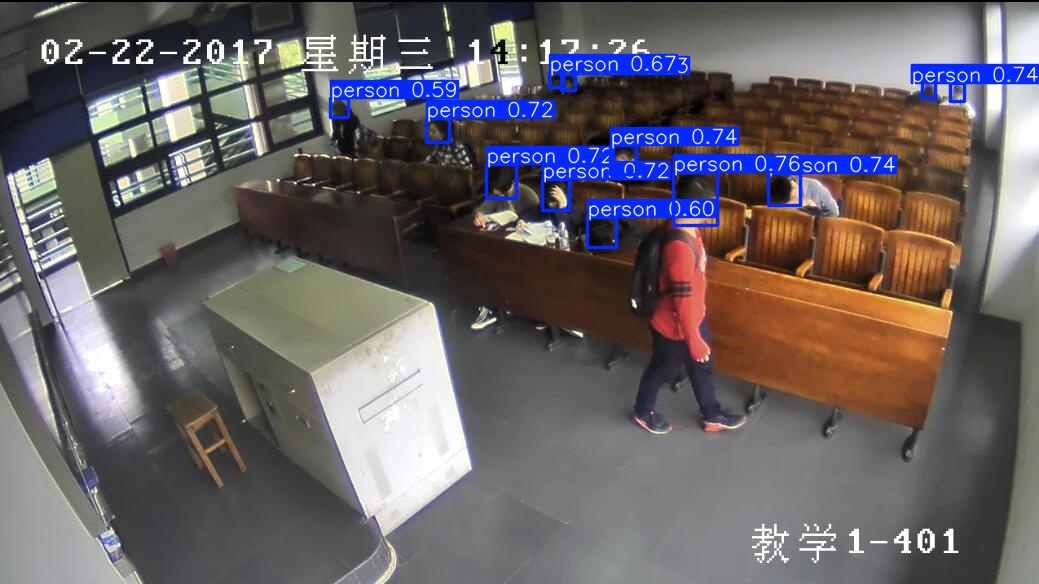 02-22-2017 星期三 14:17:26
person 0.673
person 0.74
person 0.59
person 0.72
person 0.74
person 0.72
person 0.72
person 0.76
son 0.74
person 0.60
教学1-401